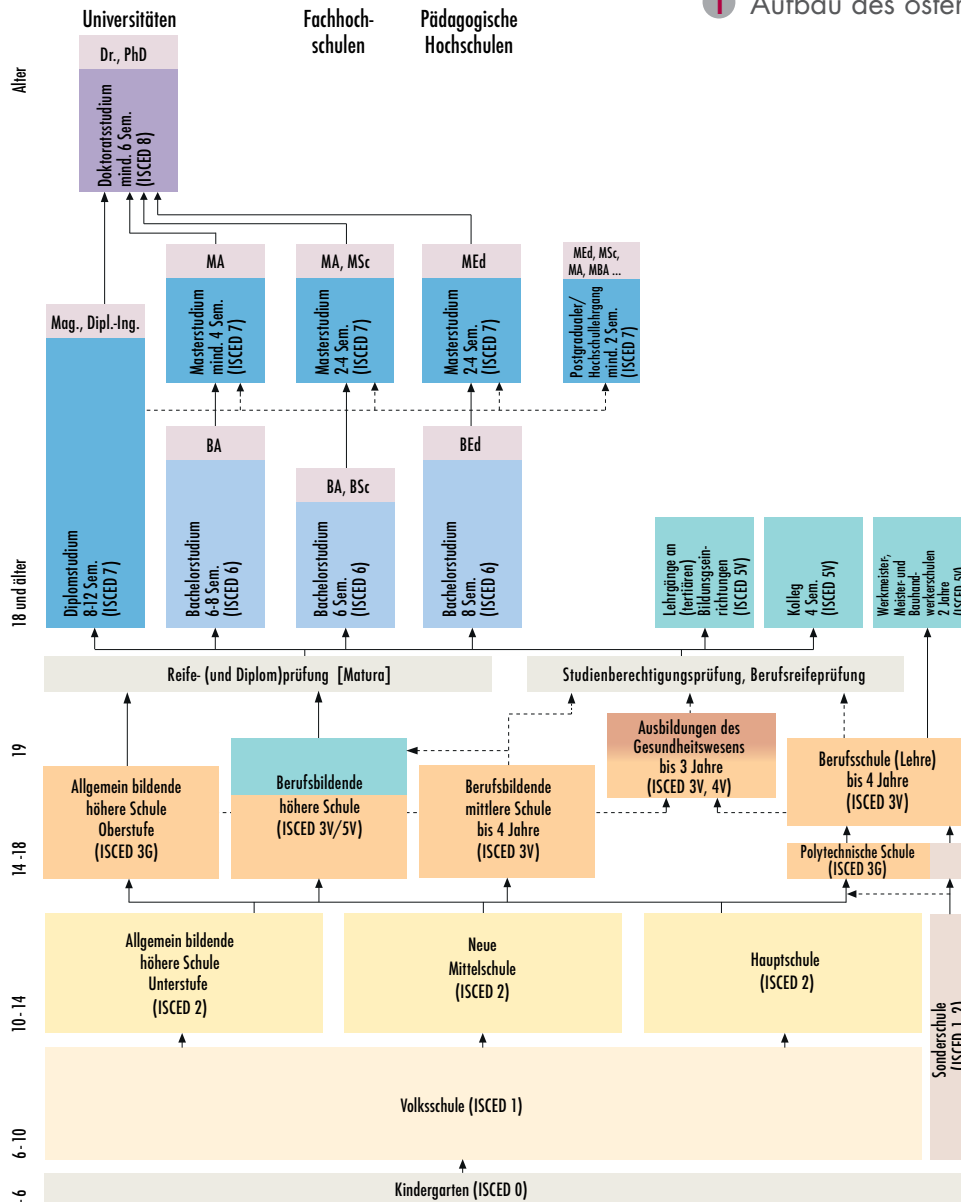 1 Aufbau des öster
Universitäten
Fachhoch-
schulen
Pädagogische
Hochschulen
Alter
Dr., PhD
Doktoratsstudium
mind. 6 Sem.
(ISCED 8)
MA
Masterstudium
mind. 4 Sem.
(ISCED 7)
MA, MSc
Masterstudium
2-4 Sem.
(ISCED 7)
MEd
Masterstudium
2-4 Sem.
(ISCED 7)
MEd, MSc,
MA, MBA ...
Postgradualer/
Hochschullehrgang
mind. 2 Sem.
(ISCED 7)
Mag., Dipl.-Ing.
Diplomstudium
8-12 Sem.
(ISCED 7)
BA
Bachelorstudium
6-8 Sem.
(ISCED 6)
BA, BSc
Bachelorstudium
6 Sem.
(ISCED 6)
BEd
Bachelorstudium
8 Sem.
(ISCED 6)
18 und älter
Lehrgänge an
(tertiären)
Bildungsgsein-
richtungen
(ISCED 5V)
Kolleg
4 Sem.
(ISCED 5V)
Werkmeister-,
Meister- und
Bauhand-
werkerschulen
2 Jahre
(ISCED 5V)
Reife- (und Diplom)prüfung [Matura]
Studienberechtigungsprüfung, Berufsreifeprüfung
19
14 -18
Allgemein bildende
höhere Schule
Oberstufe
(ISCED 3G)
Berufsbildende
höhere Schule
(ISCED 3V/5V)
Berufsbildende
mittlere Schule
bis 4 Jahre
(ISCED 3V)
Ausbildungen des
Gesundheitswesens
bis 3 Jahre
(ISCED 3V, 4V)
Berufsschule (Lehre)
bis 4 Jahre
(ISCED 3V)
Polytechnische Schule
(ISCED 3G)
10 - 14
Allgemein bildende
höhere Schule
Unterstufe
(ISCED 2)
Neue
Mittelschule
(ISCED 2)
Hauptschule
(ISCED 2)
Sonderschule
(ISCED 1, 2)
6 - 10
Volksschule (ISCED 1)
- 6
Kindergarten (ISCED 0)